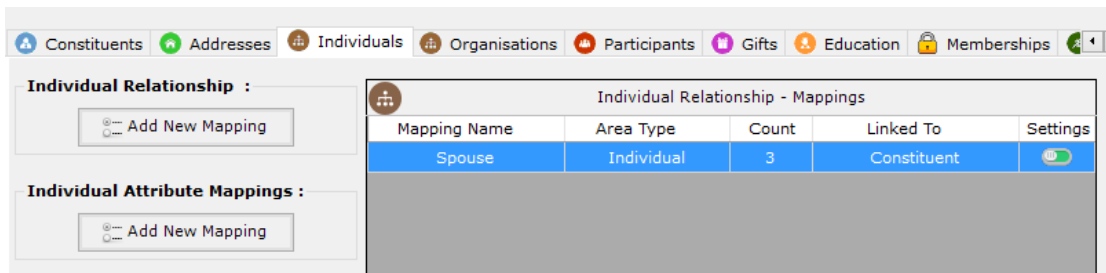 Constituents Addresses Individuals Organisations Participants Gifts Education Memberships
Individual Relationship :
Add New Mapping
Individual Attribute Mappings :
Add New Mapping
Individual Relationship - Mappings
Mapping Name Area Type Count Linked To Settings
Spouse Individual 3 Constituent